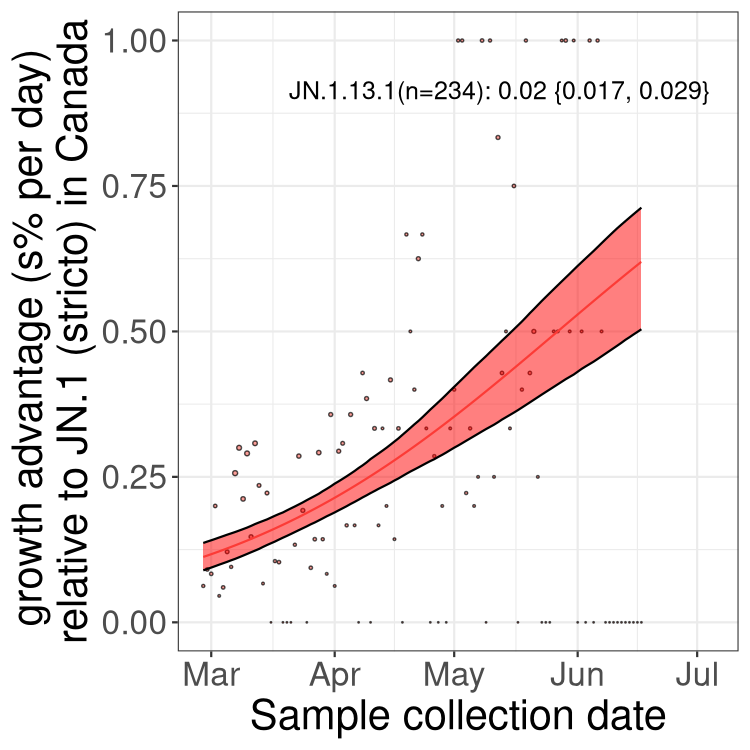 growth advantage (s% per day)
relative to JN.1 (stricto) in Canada
1.00
JN.1.13.1(n=234): 0.02 {0.017, 0.029}
0.75
0.50
0.25
0.00
Mar Apr May Jun Jul
Sample collection date